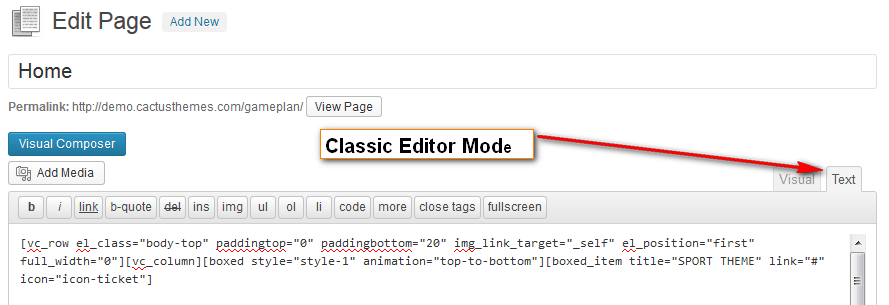 Edit Page Add New
Home
Permalink: http://demo.cactusthemes.com/gameplan/ View Page
Visual Composer
Classic Editor Mode
Add Media
Visual Text
b i link b-quote del ins img ul ol li code more close tags fullscreen
[vc_row el_class="body-top" paddingtop="0" paddingbottom="20" img_link_target="_self" el_position="first"
full_width="0"][vc_column][boxed style="style-1" animation="top-to-bottom"][boxed_item title="SPORT THEME" link="#"
icon="icon-ticket"]